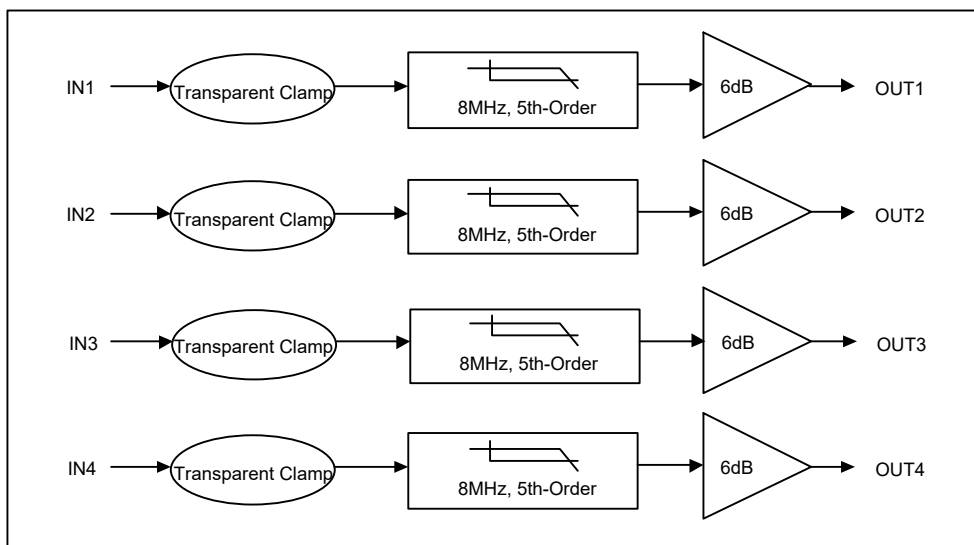 IN1
Transparent Clamp
8MHz, 5th-Order
6dB
OUT1
IN2
Transparent Clamp
8MHz, 5th-Order
6dB
OUT2
IN3
Transparent Clamp
8MHz, 5th-Order
6dB
OUT3
IN4
Transparent Clamp
8MHz, 5th-Order
6dB
OUT4